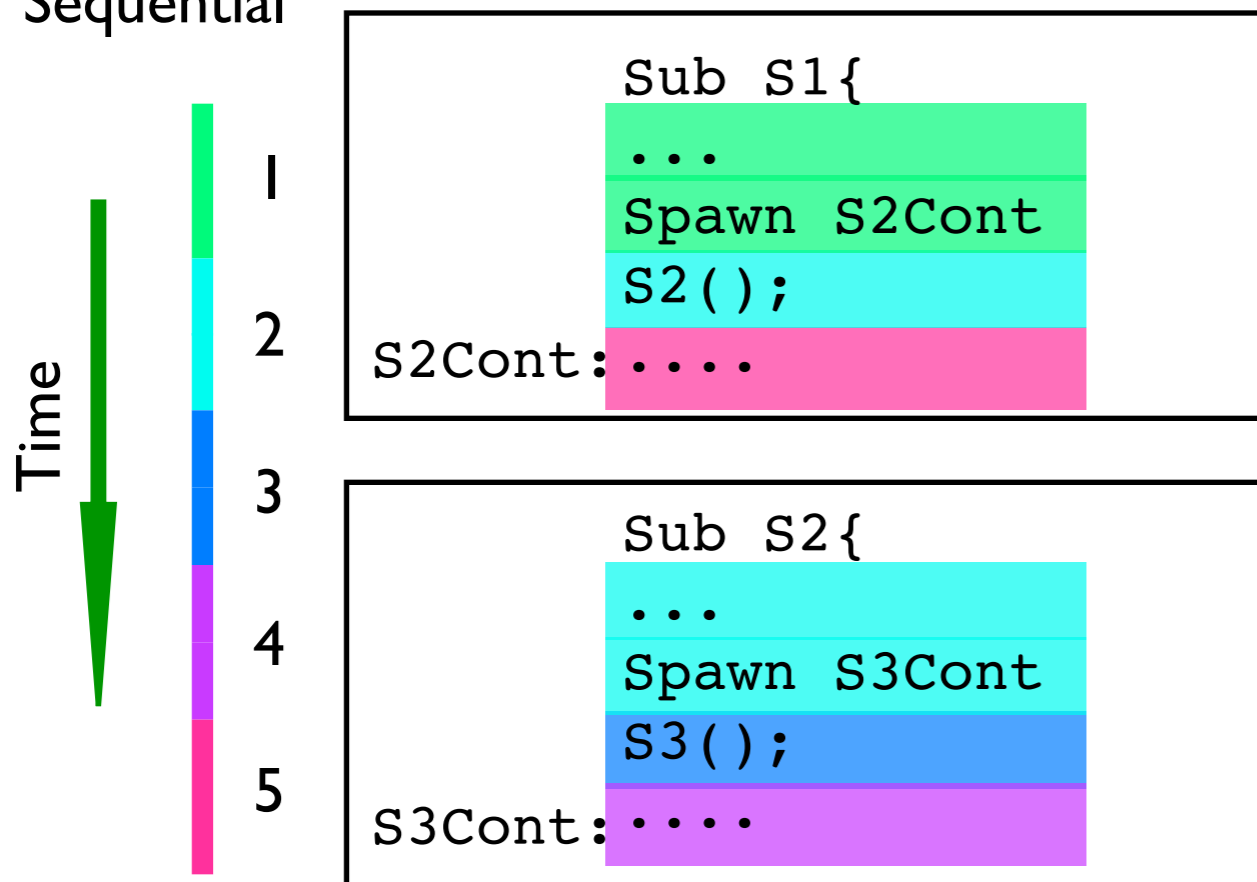 Sequential
Time
1
2
3
4
5
Sub S1{
...
Spawn S2Cont
S2();
S2Cont:....
Sub S2{
...
Spawn S3Cont
S3();
S3Cont:....